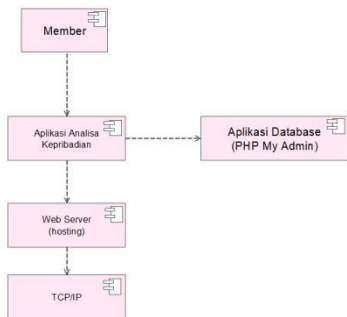 Member
Aplikasi Analisa
Kepribadian
Aplikasi Database
(PHP My Admin)
Web Server
(hosting)
TCP/IP